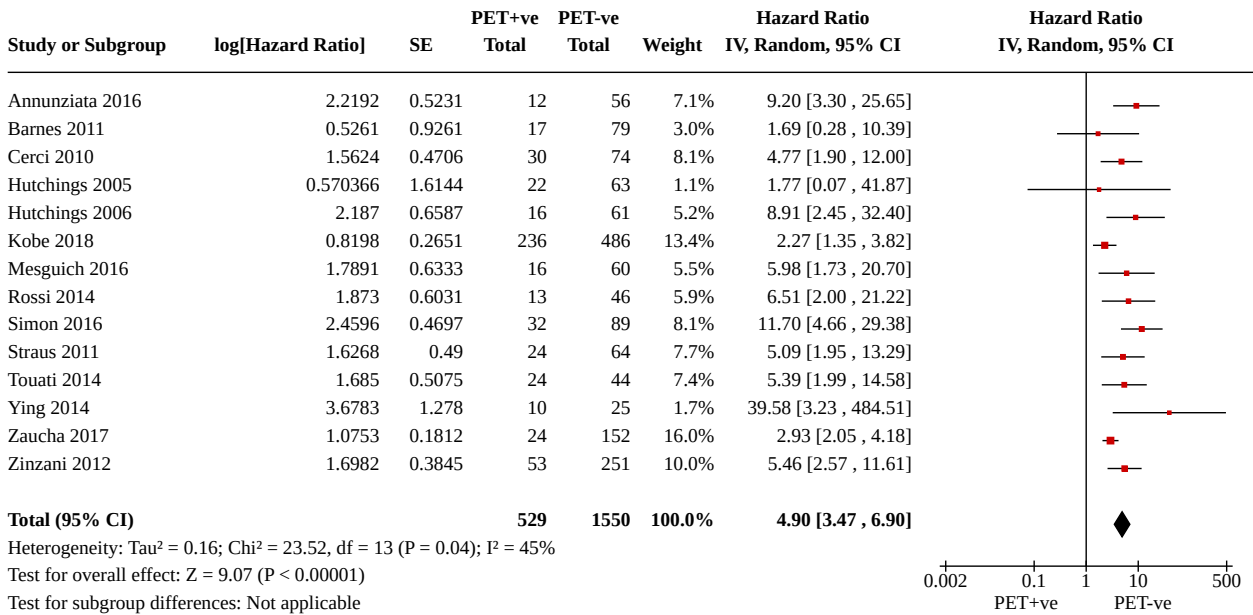 PET+ve PET-ve Hazard Ratio Hazard Ratio
Study or Subgroup log[Hazard Ratio] SE Total Total Weight IV, Random, 95% CI IV, Random, 95% CI
Annunziata 2016 2.2192 0.5231 12 56 7.1% 9.20 [3.30 , 25.65]
Barnes 2011 0.5261 0.9261 17 79 3.0% 1.69 [0.28 , 10.39]
Cerci 2010 1.5624 0.4706 30 74 8.1% 4.77 [1.90 , 12.00]
Hutchings 2005 0.570366 1.6144 22 63 1.1% 1.77 [0.07 , 41.87]
Hutchings 2006 2.187 0.6587 16 61 5.2% 8.91 [2.45 , 32.40]
Kobe 2018 0.8198 0.2651 236 486 13.4% 2.27 [1.35 , 3.82]
Mesguich 2016 1.7891 0.6333 16 60 5.5% 5.98 [1.73 , 20.70]
Rossi 2014 1.873 0.6031 13 46 5.9% 6.51 [2.00 , 21.22]
Simon 2016 2.4596 0.4697 32 89 8.1% 11.70 [4.66 , 29.38]
Straus 2011 1.6268 0.49 24 64 7.7% 5.09 [1.95 , 13.29]
Touati 2014 1.685 0.5075 24 44 7.4% 5.39 [1.99 , 14.58]
Ying 2014 3.6783 1.278 10 25 1.7% 39.58 [3.23 , 484.51]
Zaucha 2017 1.0753 0.1812 24 152 16.0% 2.93 [2.05 , 4.18]
Zinzani 2012 1.6982 0.3845 53 251 10.0% 5.46 [2.57 , 11.61]
Total (95% CI) 529 1550 100.0% 4.90 [3.47 , 6.90]
Heterogeneity: Tau² = 0.16; Chi² = 23.52, df = 13 (P = 0.04); I² = 45%
Test for overall effect: Z = 9.07 (P < 0.00001)
Test for subgroup differences: Not applicable
0.002 0.1 1 10 500
PET+ve PET-ve